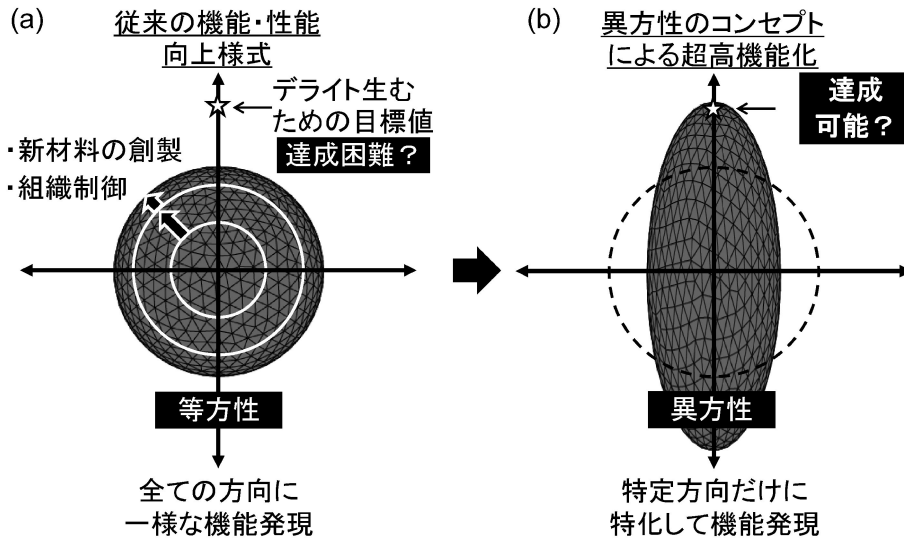 (a)
従来の機能・性能
向上様式
デライト生む
ための目標値
達成困難？
・新材料の創製
・組織制御
等方性
全ての方向に
一様な機能発現
(b)
異方性のコンセプト
による超高機能化
達成
可能？
異方性
特定方向だけに
特化して機能発現